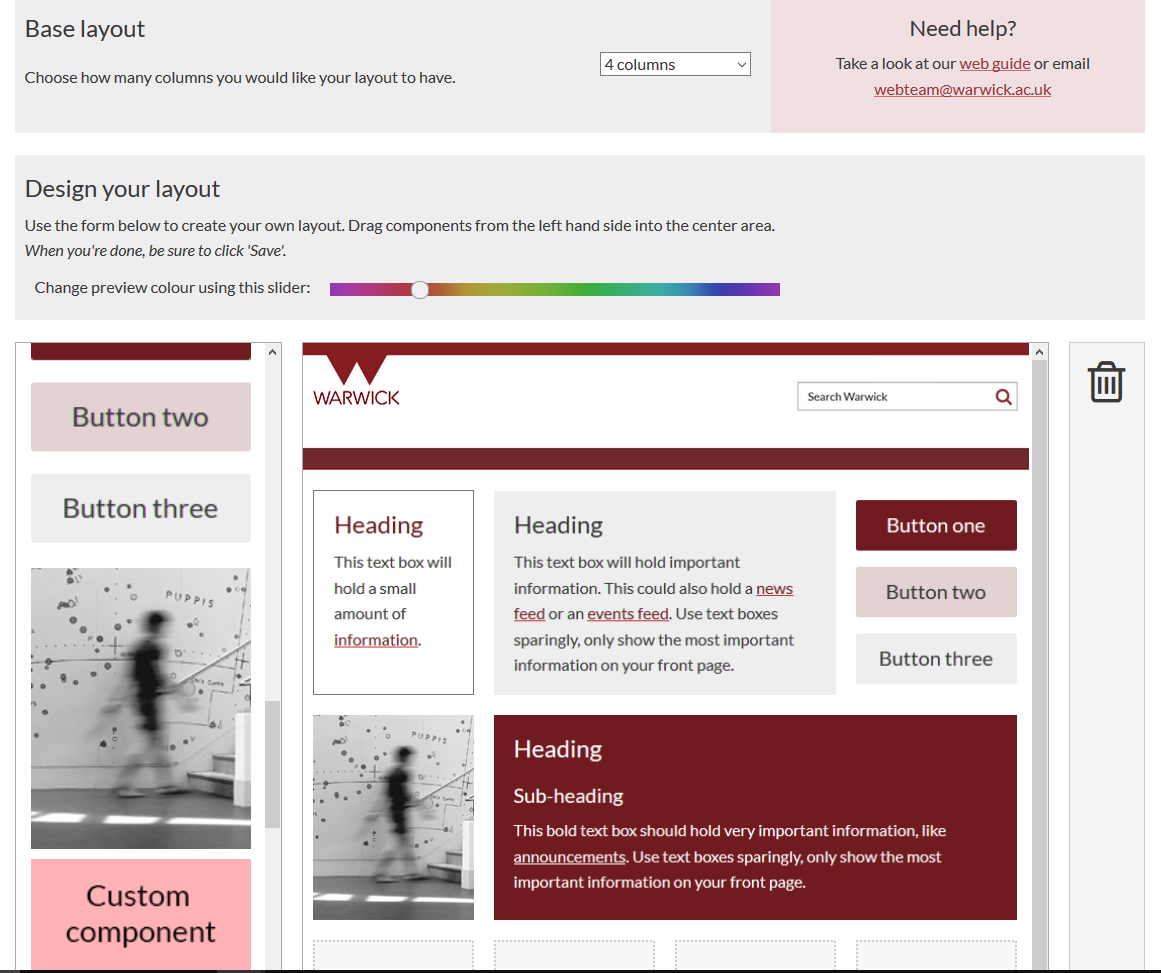 Base layout
Choose how many columns you would like your layout to have.
4 columns
Need help?
Take a look at our web guide or email
webteam@warwick.ac.uk
Design your layout
Use the form below to create your own layout. Drag components from the left hand side into the center area.
When you're done, be sure to click 'Save'.
Change preview colour using this slider:
Button two
Button three
PUPPIS
Custom
component
WARWICK
Search Warwick
Heading
This text box will
hold a small
amount of
information.
Heading
This text box will hold important
information. This could also hold a news
feed or an events feed. Use text boxes
sparingly, only show the most important
information on your front page.
Button one
Button two
Button three
PUPPIS
Heading
Sub-heading
This bold text box should hold very important information, like
announcements. Use text boxes sparingly, only show the most
important information on your front page.